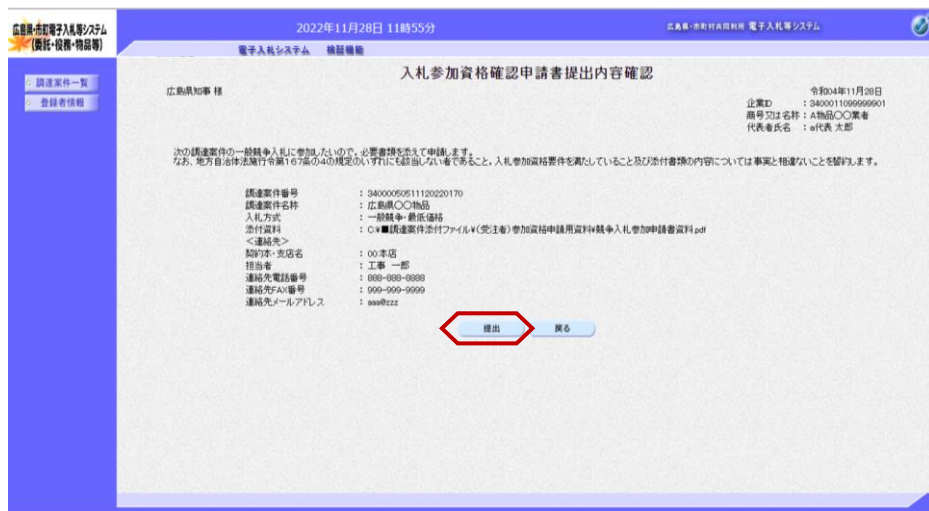 広島県・市町電子入札等システム
(委託・役務・物品等)
2022年11月28日 11時55分
広島県・市町村共同利用 電子入札等システム
電子入札システム 検証機能
調達案件一覧
登録者情報
入札参加資格確認申請書提出内容確認
広島県知事 様
令和04年11月28日
企業ID : 3400011099999901
商号又は名称 : A物品〇〇業者
代表者氏名 : a代表 太郎
次の調達案件の一般競争入札に参加したいので，必要書類を添えて申請します。
なお，地方自治体法施行令第167条の4の規定のいずれにも該当しない者であること，入札参加資格要件を満たしていること及び添付書類の内容については事実と相違ないことを誓約します。
調達案件番号 : 34000050511120220170
調達案件名称 : 広島県〇〇物品
入札方式 : 一般競争・最低価格
添付資料 : C:¥■調達案件添付ファイル¥(受注者)参加資格申請用資料¥競争入札参加申請書資料.pdf
<連絡先>
契約本・支店名 : 00本店
担当者 : 工事 一郎
連絡先電話番号 : 888-888-8888
連絡先FAX番号 : 999-999-9999
連絡先メールアドレス : aaa@zzz
提出 戻る